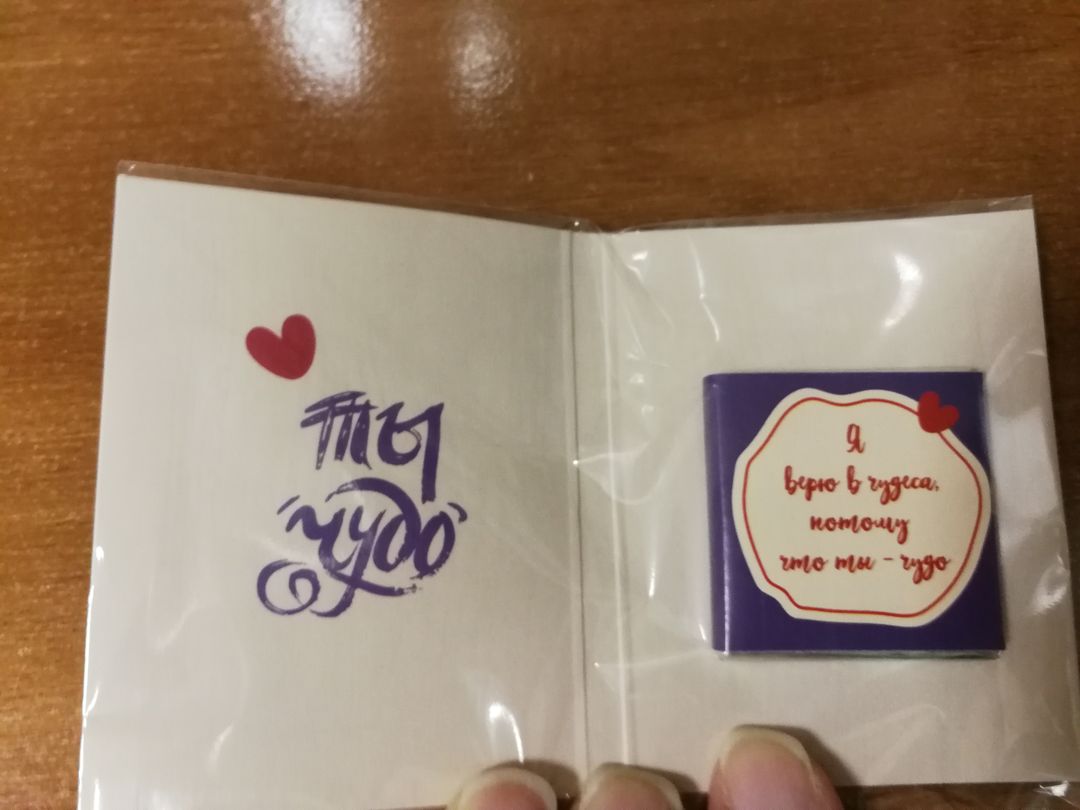 ты
чудо
Я
верю в чудеса,
потому
что ты - чудо